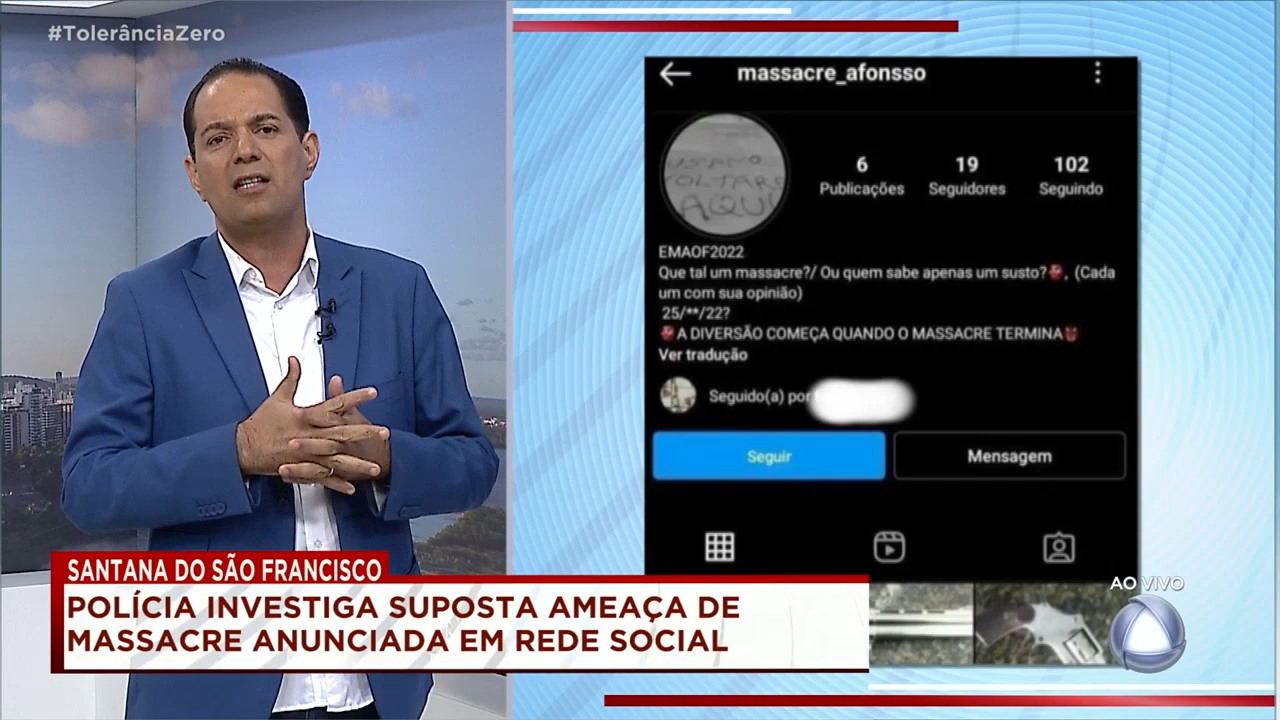 #TolerânciaZero
massacre_afonsso
6
Publicações
19
Seguidores
102
Seguindo
AQUI
EMAOF2022
Que tal um massacre?/ Ou quem sabe apenas um susto?👹, (Cada
um com sua opinião)
25/**/22?
👹A DIVERSÃO COMEÇA QUANDO O MASSACRE TERMINA👹
Ver tradução
Seguido(a) por
Seguir
Mensagem
SANTANA DO SÃO FRANCISCO
POLÍCIA INVESTIGA SUPOSTA AMEAÇA DE
MASSACRE ANUNCIADA EM REDE SOCIAL
AO VIVO